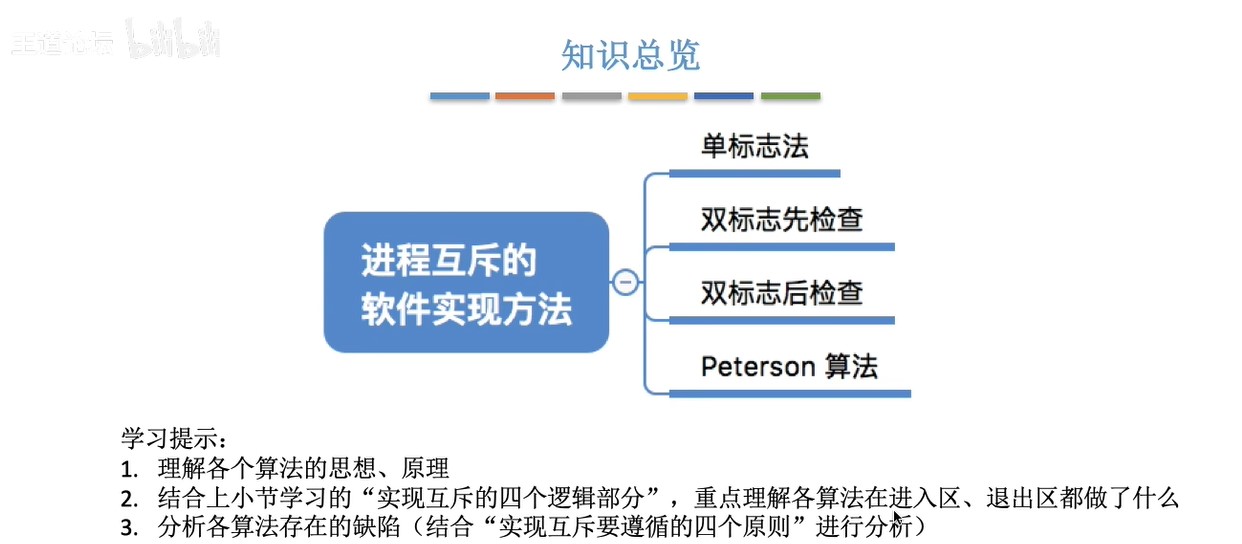 王道论坛 bilibili
知识总览
单标志法
双标志先检查
进程互斥的
软件实现方法
双标志后检查
Peterson 算法
学习提示：
1. 理解各个算法的思想、原理
2. 结合上小节学习的“实现互斥的四个逻辑部分”，重点理解各算法在进入区、退出区都做了什么
3. 分析各算法存在的缺陷（结合“实现互斥要遵循的四个原则”进行分析）